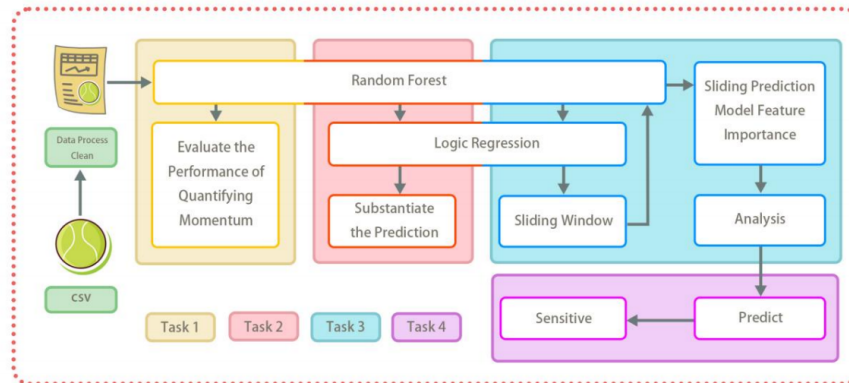 Random Forest
Sliding Prediction
Model Feature
Importance
Data Process
Clean
Evaluate the
Performance of
Quantifying
Momentum
Logic Regression
Substantiate
the Prediction
Sliding Window
Analysis
CSV
Task 1
Task 2
Task 3
Task 4
Sensitive
Predict